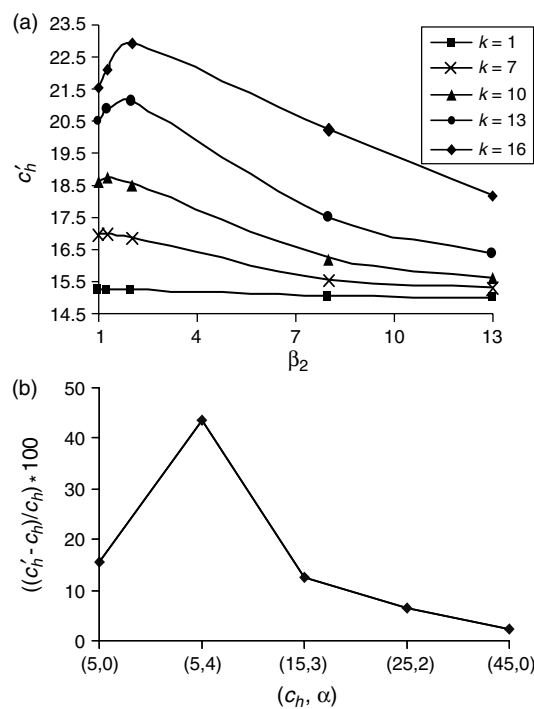 (a)
23.5
22.5
21.5
20.5
19.5
18.5
17.5
16.5
15.5
14.5
c′h
1 4 7 10 13
β2
k = 1
k = 7
k = 10
k = 13
k = 16
(b)
50
40
30
20
10
0
((c′h - ch)/ch) * 100
(5,0) (5,4) (15,3) (25,2) (45,0)
(ch, α)